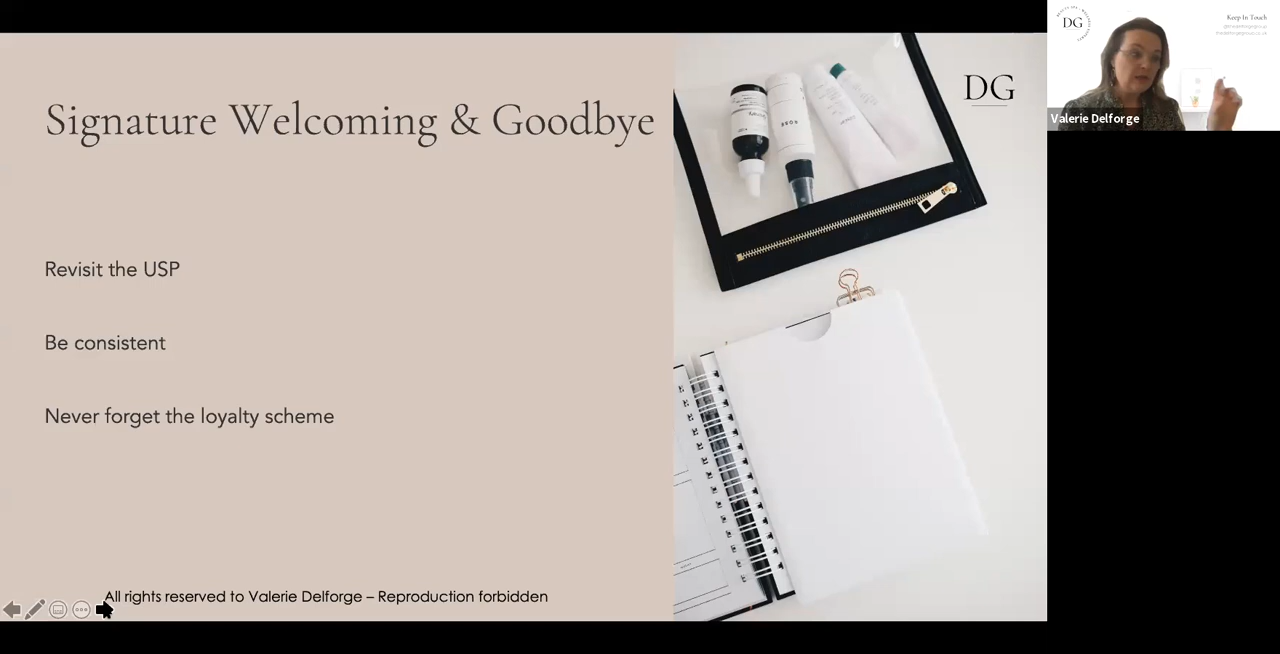 Signature Welcoming & Goodbye
Revisit the USP
Be consistent
Never forget the loyalty scheme
All rights reserved to Valerie Delforge – Reproduction forbidden
DG
DG
Keep In Touch
Valerie Delforge